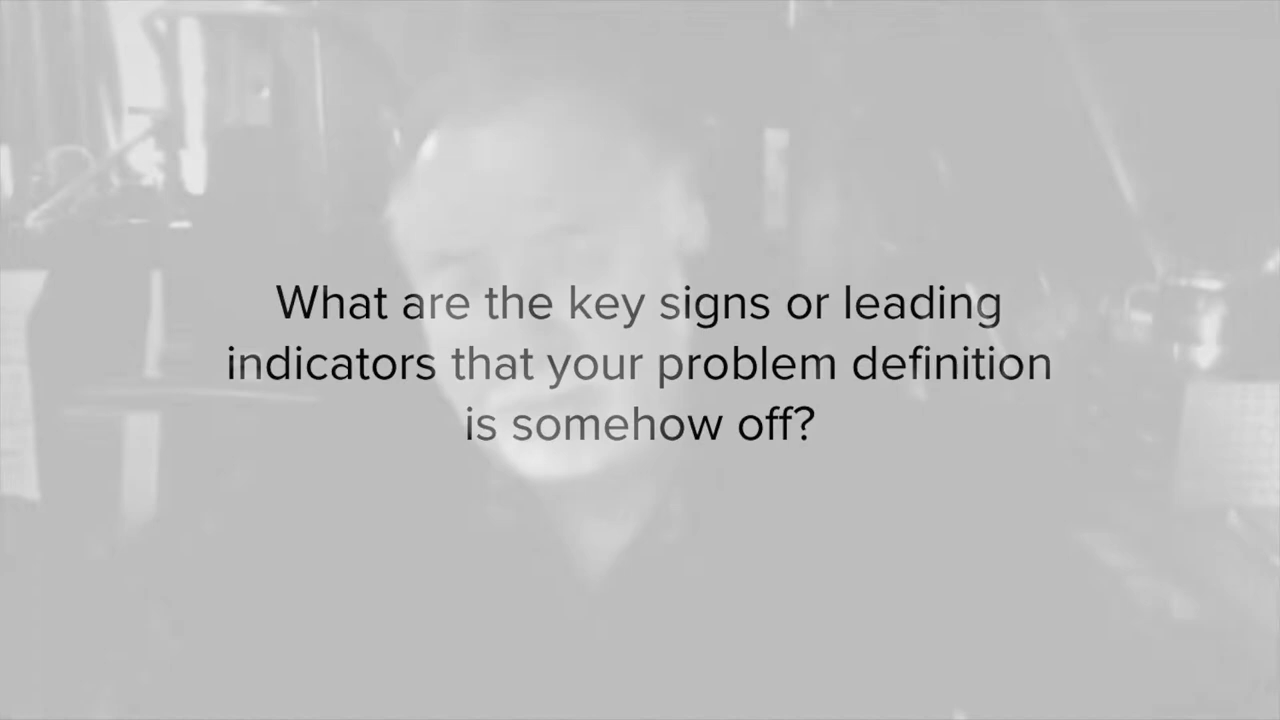 What are the key signs or leading
indicators that your problem definition
is somehow off?